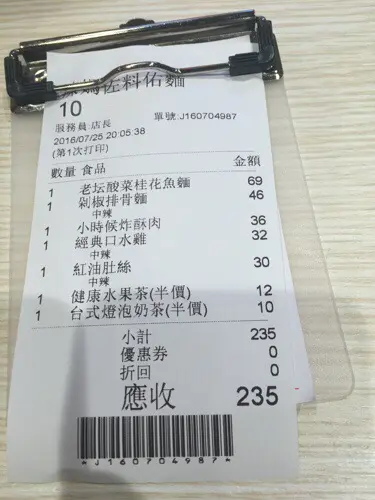 佐料佑麵
10
服務員:店長 單號:J160704987
2016/07/25 20:05:38
(第1次打印)
數量 食品 金額
1 老坛酸菜桂花魚麵 69
1 剁椒排骨麵 46
中辣
1 小時候炸酥肉 36
1 經典口水雞 32
中辣
1 紅油肚絲 30
中辣
1 健康水果茶(半價) 12
1 台式燈泡奶茶(半價) 10
小計 235
優惠券 0
折回 0
應收 235
*J160704987*